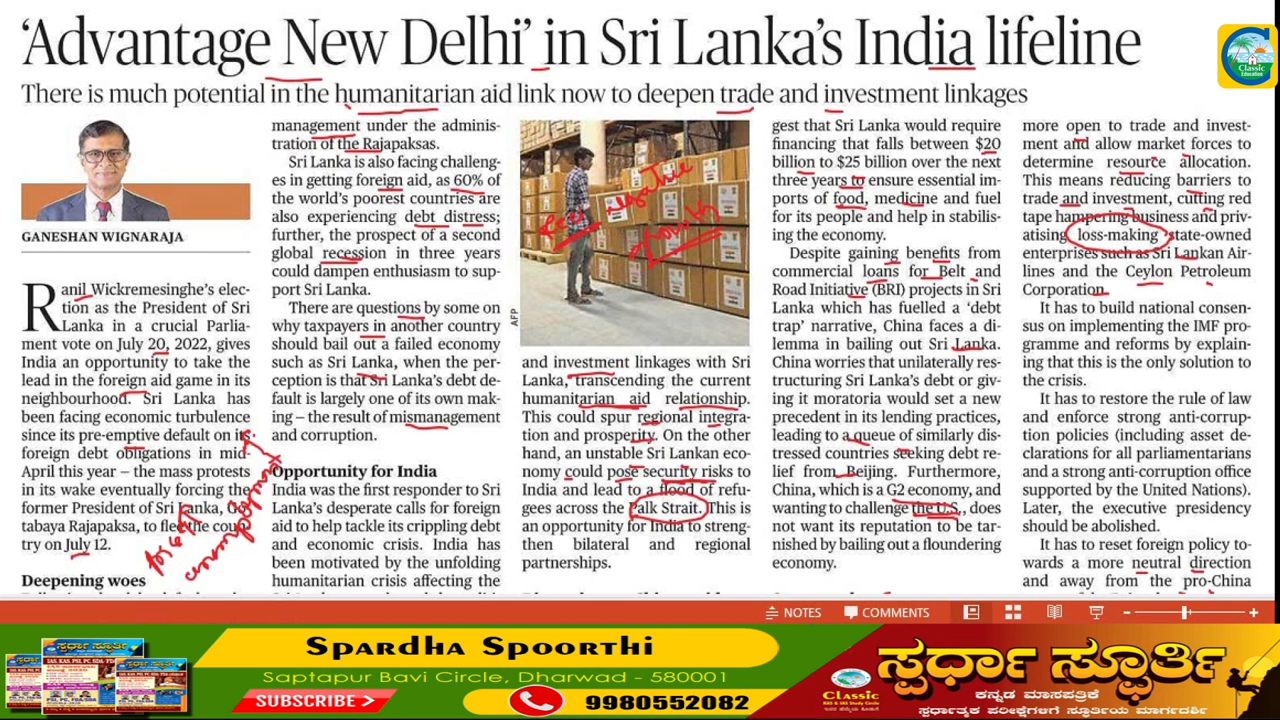 ‘Advantage New Delhi’ in Sri Lanka’s India lifeline
There is much potential in the humanitarian aid link now to deepen trade and investment linkages
GANESHAN WIGNARAJA
Ranil Wickremesinghe’s elec-
tion as the President of Sri
Lanka in a crucial Parlia-
ment vote on July 20, 2022, gives
India an opportunity to take the
lead in the foreign aid game in its
neighbourhood. Sri Lanka has
been facing economic turbulence
since its pre-emptive default on its
foreign debt obligations in mid-
April this year – the mass protests
in its wake eventually forcing the
former President of Sri Lanka, Go-
tabaya Rajapaksa, to flee the coun-
try on July 12.
Deepening woes
management under the adminis-
tration of the Rajapaksas.
Sri Lanka is also facing challeng-
es in getting foreign aid, as 60% of
the world’s poorest countries are
also experiencing debt distress;
further, the prospect of a second
global recession in three years
could dampen enthusiasm to sup-
port Sri Lanka.
There are questions by some on
why taxpayers in another country
should bail out a failed economy
such as Sri Lanka, when the per-
ception is that Sri Lanka’s debt de-
fault is largely one of its own mak-
ing – the result of mismanagement
and corruption.
Opportunity for India
India was the first responder to Sri
Lanka’s desperate calls for foreign
aid to help tackle its crippling debt
and economic crisis. India has
been motivated by the unfolding
humanitarian crisis affecting the
AFP
and investment linkages with Sri
Lanka, transcending the current
humanitarian aid relationship.
This could spur regional integra-
tion and prosperity. On the other
hand, an unstable Sri Lankan eco-
nomy could pose security risks to
India and lead to a flood of refu-
gees across the Palk Strait. This is
an opportunity for India to streng-
then bilateral and regional
partnerships.
gest that Sri Lanka would require
financing that falls between $20
billion to $25 billion over the next
three years to ensure essential im-
ports of food, medicine and fuel
for its people and help in stabilis-
ing the economy.
Despite gaining benefits from
commercial loans for Belt and
Road Initiative (BRI) projects in Sri
Lanka which has fuelled a ‘debt
trap’ narrative, China faces a di-
lemma in bailing out Sri Lanka.
China worries that unilaterally res-
tructuring Sri Lanka’s debt or giv-
ing it moratoria would set a new
precedent in its lending practices,
leading to a queue of similarly dis-
tressed countries seeking debt re-
lief from Beijing. Furthermore,
China, which is a G2 economy, and
wanting to challenge the U.S., does
not want its reputation to be tar-
nished by bailing out a floundering
economy.
more open to trade and invest-
ment and allow market forces to
determine resource allocation.
This means reducing barriers to
trade and investment, cutting red
tape hampering business and priv-
atising loss-making state-owned
enterprises such as Sri Lankan Air-
lines and the Ceylon Petroleum
Corporation.
It has to build national consen-
sus on implementing the IMF pro-
gramme and reforms by explain-
ing that this is the only solution to
the crisis.
It has to restore the rule of law
and enforce strong anti-corrup-
tion policies (including asset de-
clarations for all parliamentarians
and a strong anti-corruption office
supported by the United Nations).
Later, the executive presidency
should be abolished.
It has to reset foreign policy to-
wards a more neutral direction
and away from the pro-China
Classic
Education
NOTES
COMMENTS
Spardha Spoorthi
Saptapur Bavi Circle, Dharwad - 580001
SUBSCRIBE
9980552082
ಸ್ಪರ್ಧಾ ಸ್ಫೂರ್ತಿ
Classic
IAS & KAS Study Circle
ಕನ್ನಡ ಮಾಸಪತ್ರಿಕೆ
ಸ್ಪರ್ಧಾತ್ಮಕ ಪರೀಕ್ಷೆಗಳಿಗೆ ಸ್ಫೂರ್ತಿಯ ಮಾರ್ಗದರ್ಶಿ